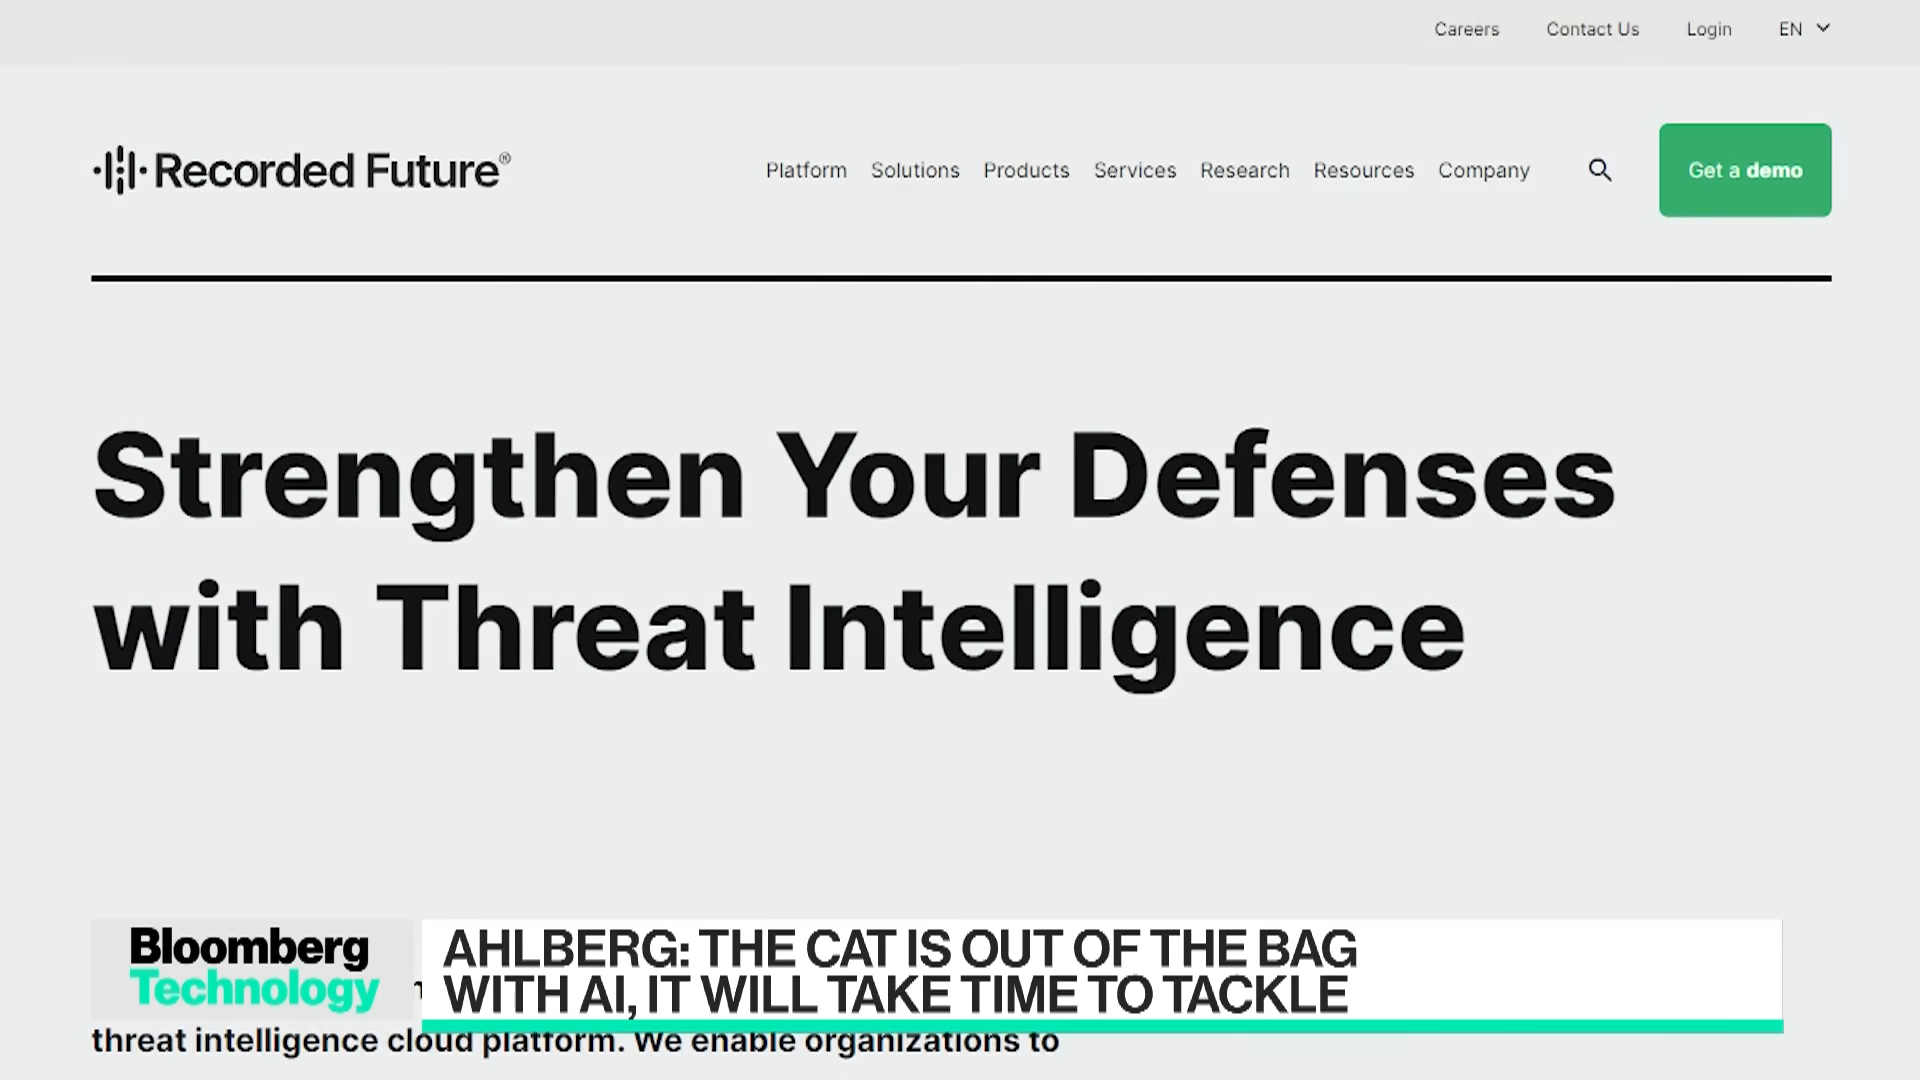 Careers Contact Us Login EN
Recorded Future®
Platform Solutions Products Services Research Resources Company
Get a demo
Strengthen Your Defenses
with Threat Intelligence
Bloomberg
Technology
AHLBERG: THE CAT IS OUT OF THE BAG
WITH AI, IT WILL TAKE TIME TO TACKLE
threat intelligence cloud platform. We enable organizations to